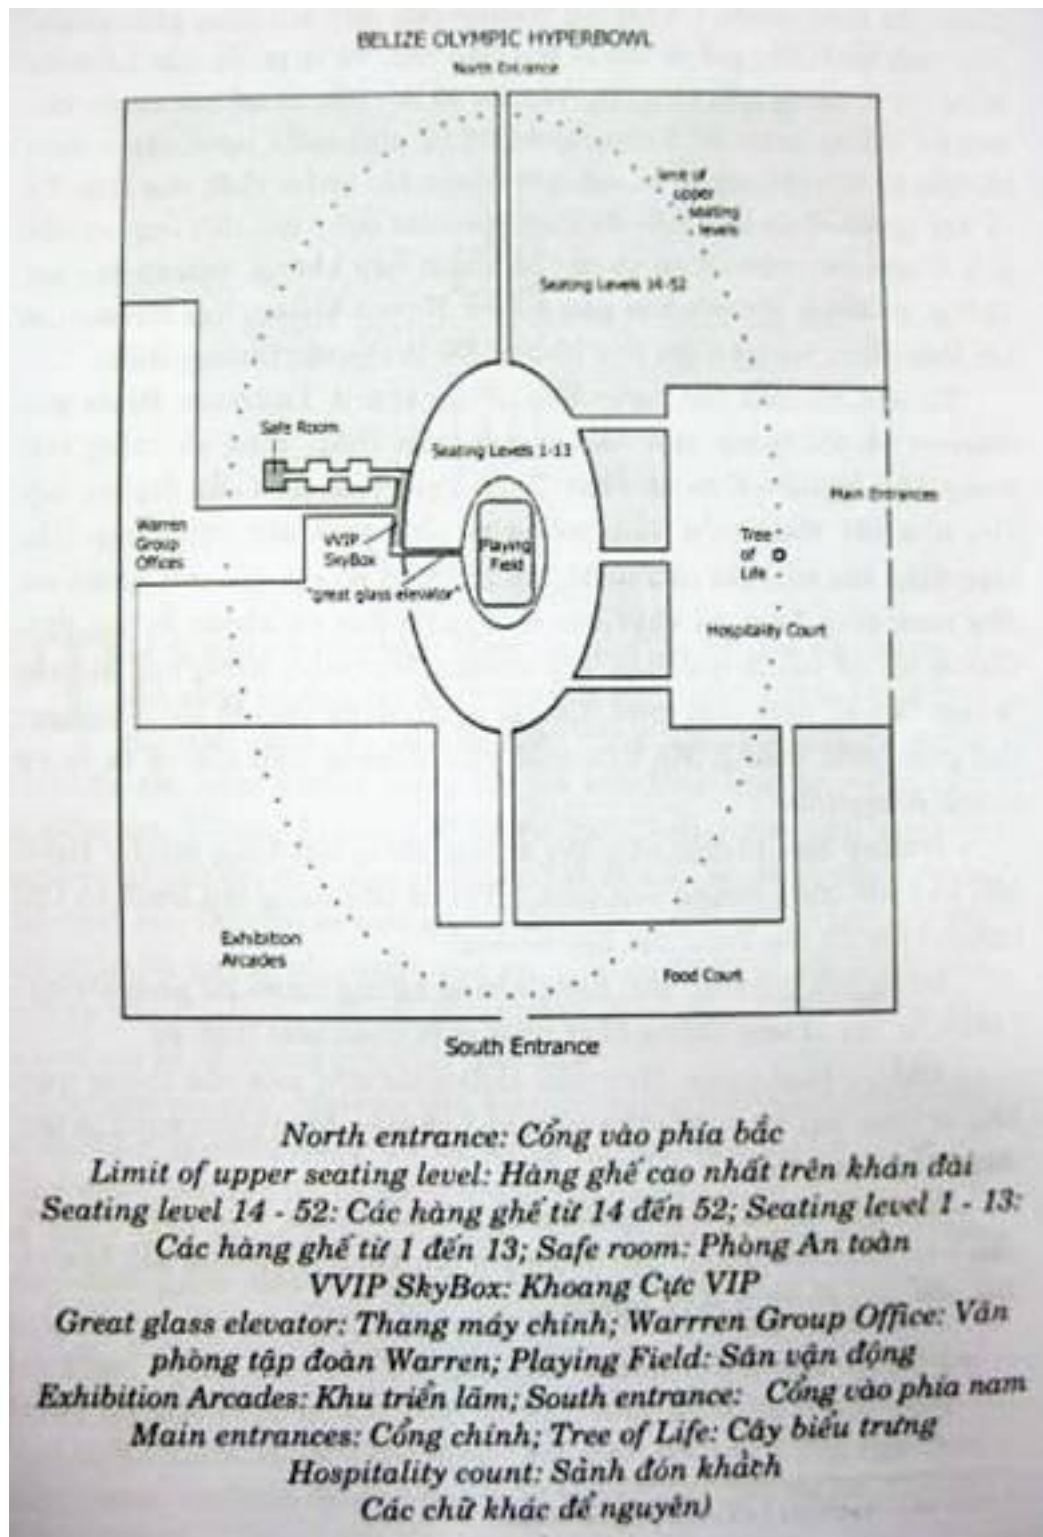 BELIZE OLYMPIC HYPERBOWL
North Entrance
limit of
upper
seating
levels
Seating Levels 14-52
Safe Room
Seating Levels 1-13
Main Entrances
Warren
Group
Offices
VVIP
SkyBox
Playing
Field
Tree
of
Life
"great glass elevator"
Hospitality Court
Exhibition
Arcades
Food Court
South Entrance
North entrance: Cổng vào phía bắc
Limit of upper seating level: Hàng ghế cao nhất trên khán đài
Seating level 14 - 52: Các hàng ghế từ 14 đến 52; Seating level 1 - 13:
Các hàng ghế từ 1 đến 13; Safe room: Phòng An toàn
VVIP SkyBox: Khoang Cực VIP
Great glass elevator: Thang máy chính; Warrren Group Office: Văn
phòng tập đoàn Warren; Playing Field: Sân vận động
Exhibition Arcades: Khu triển lãm; South entrance: Cổng vào phía nam
Main entrances: Cổng chính; Tree of Life: Cây biểu trưng
Hospitality count: Sảnh đón khách
Các chữ khác để nguyên)